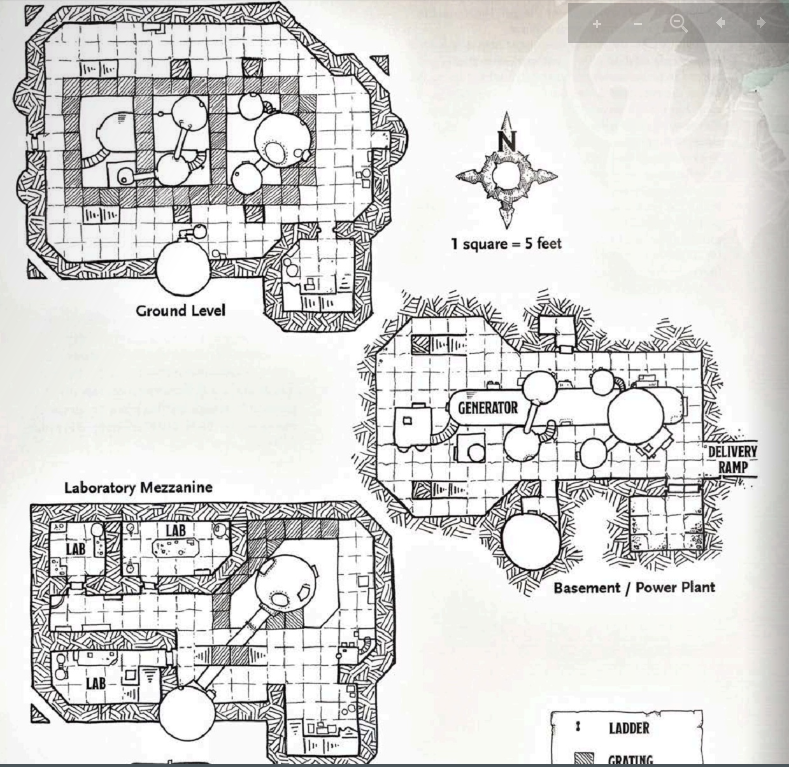 N
1 square = 5 feet
Ground Level
GENERATOR
DELIVERY
RAMP
Laboratory Mezzanine
LAB
LAB
LAB
Basement / Power Plant
LADDER
GRATING